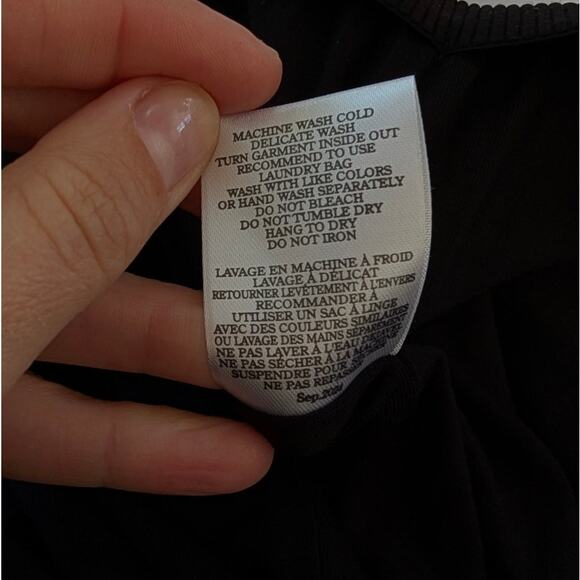 MACHINE WASH COLD
DELICATE WASH
TURN GARMENT INSIDE OUT
RECOMMEND TO USE
LAUNDRY BAG
WASH WITH LIKE COLORS
OR HAND WASH SEPARATELY
DO NOT BLEACH
DO NOT TUMBLE DRY
HANG TO DRY
DO NOT IRON
LAVAGE EN MACHINE À FROID
LAVAGE À DÉLICAT
RETOURNER LEVÊTEMENT À L'ENVERS
RECOMMANDER À
UTILISER UN SAC À LINGE
AVEC DES COULEURS SIMILAIRES
OU LAVAGE DES MAINS SÉPARÉMENT
NE PAS LAVER À L'EAU
NE PAS SÉCHER À LA
SUSPENDRE POUR
NE PAS
Sep.2021